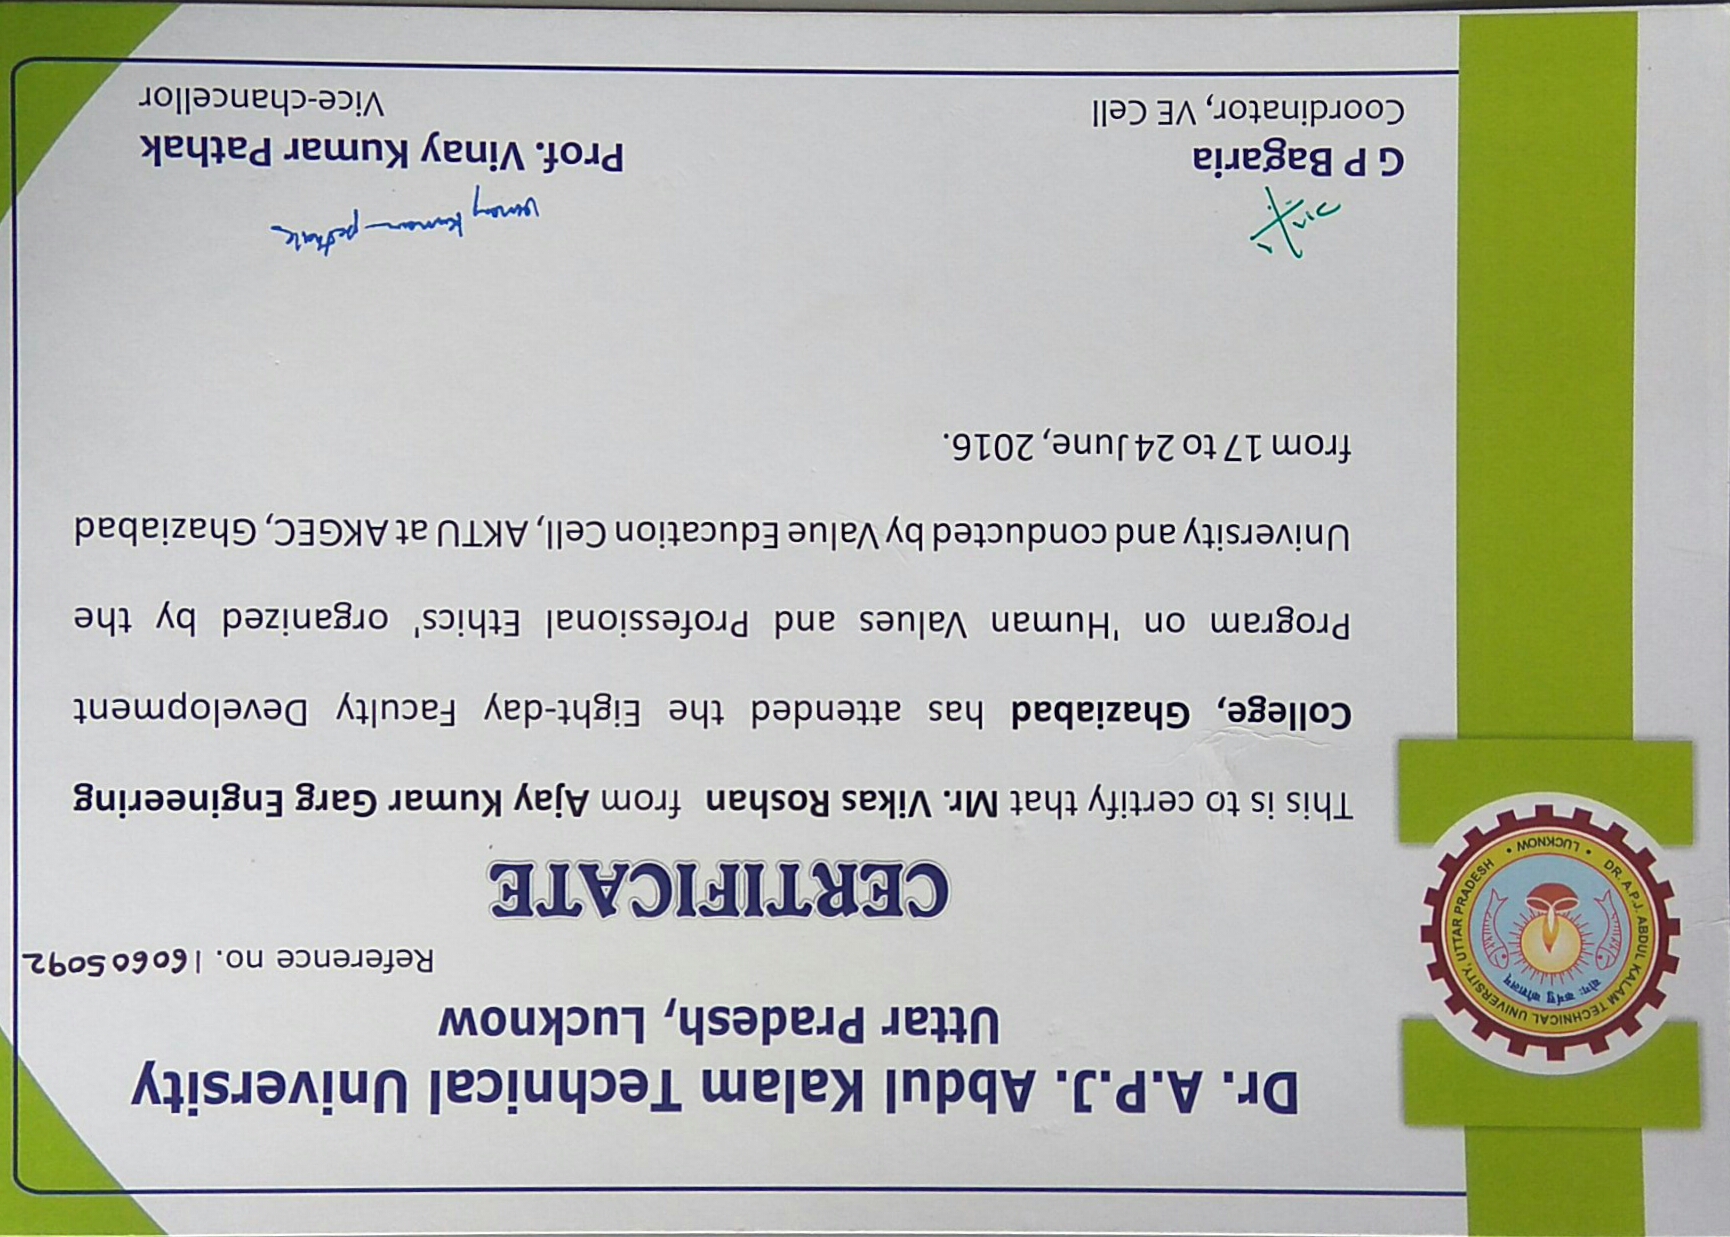 Dr. A.P.J. Abdul Kalam Technical University
Uttar Pradesh, Lucknow
Reference no. 160605092
DR. A.P.J. ABDUL KALAM TECHNICAL UNIVERSITY, UTTAR PRADESH
योगः कर्मसु कौशलम्
• LUCKNOW •
CERTIFICATE
This is to certify that Mr. Vikas Roshan from Ajay Kumar Garg Engineering
College, Ghaziabad has attended the Eight-day Faculty Development
Program on 'Human Values and Professional Ethics' organized by the
University and conducted by Value Education Cell, AKTU at AKGEC, Ghaziabad
from 17 to 24 June, 2016.
vinay kumar pathak
G P Bagaria
Coordinator, VE Cell
Prof. Vinay Kumar Pathak
Vice-chancellor